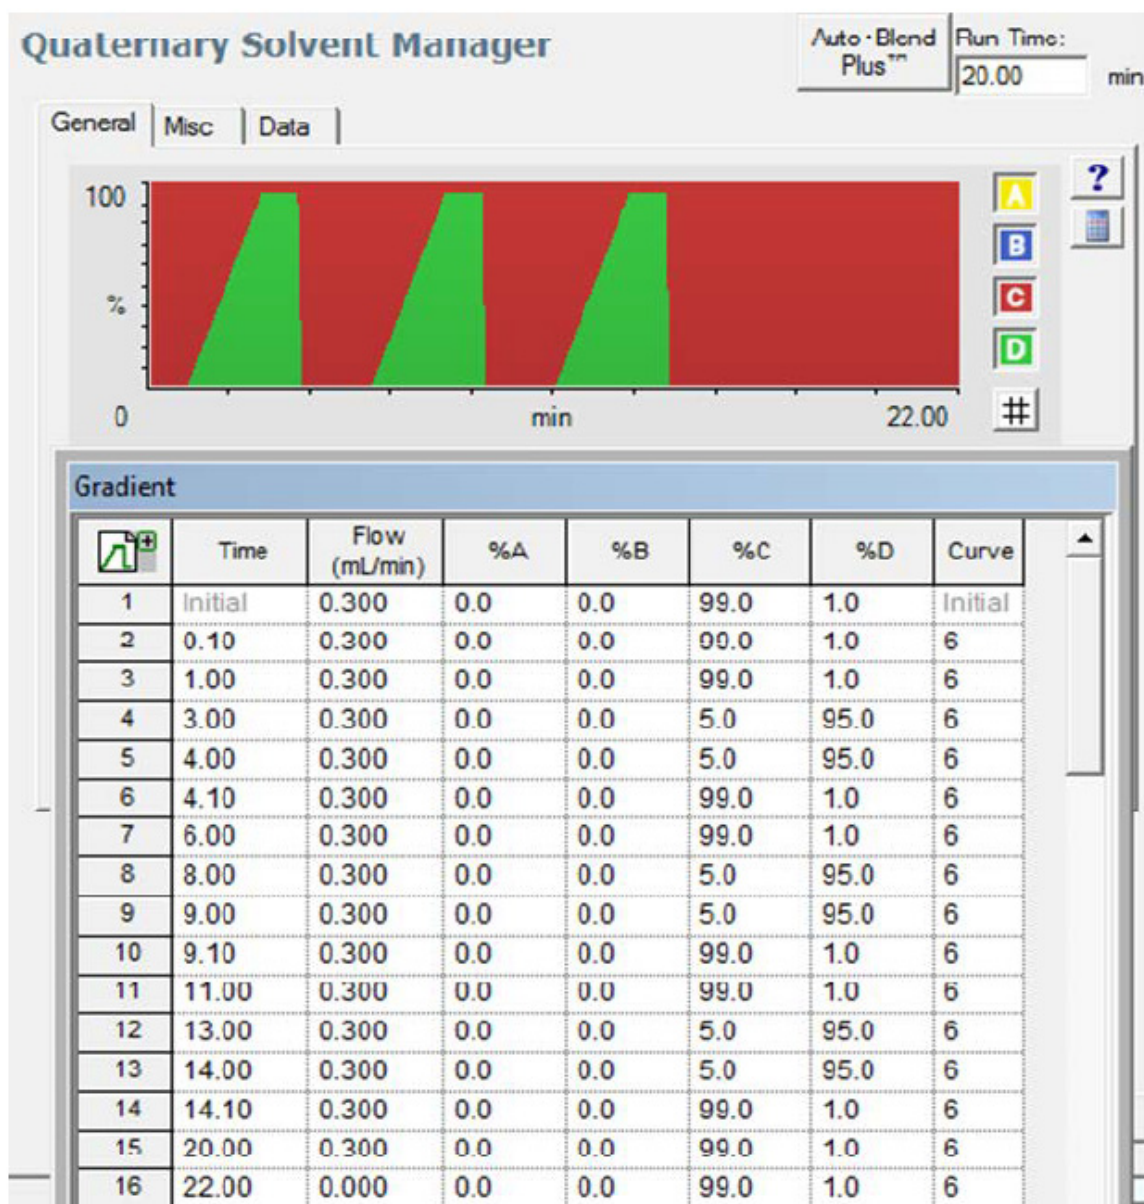 Quaternary Solvent Manager
Auto•Blend Plus™
Run Time:
20.00 min
General Misc Data
?
100
%
0 min 22.00
A
B
C
D
#
Gradient
Time Flow (mL/min) %A %B %C %D Curve
1 Initial 0.300 0.0 0.0 99.0 1.0 Initial
2 0.10 0.300 0.0 0.0 99.0 1.0 6
3 1.00 0.300 0.0 0.0 99.0 1.0 6
4 3.00 0.300 0.0 0.0 5.0 95.0 6
5 4.00 0.300 0.0 0.0 5.0 95.0 6
6 4.10 0.300 0.0 0.0 99.0 1.0 6
7 6.00 0.300 0.0 0.0 99.0 1.0 6
8 8.00 0.300 0.0 0.0 5.0 95.0 6
9 9.00 0.300 0.0 0.0 5.0 95.0 6
10 9.10 0.300 0.0 0.0 99.0 1.0 6
11 11.00 0.300 0.0 0.0 99.0 1.0 6
12 13.00 0.300 0.0 0.0 5.0 95.0 6
13 14.00 0.300 0.0 0.0 5.0 95.0 6
14 14.10 0.300 0.0 0.0 99.0 1.0 6
15 20.00 0.300 0.0 0.0 99.0 1.0 6
16 22.00 0.000 0.0 0.0 99.0 1.0 6